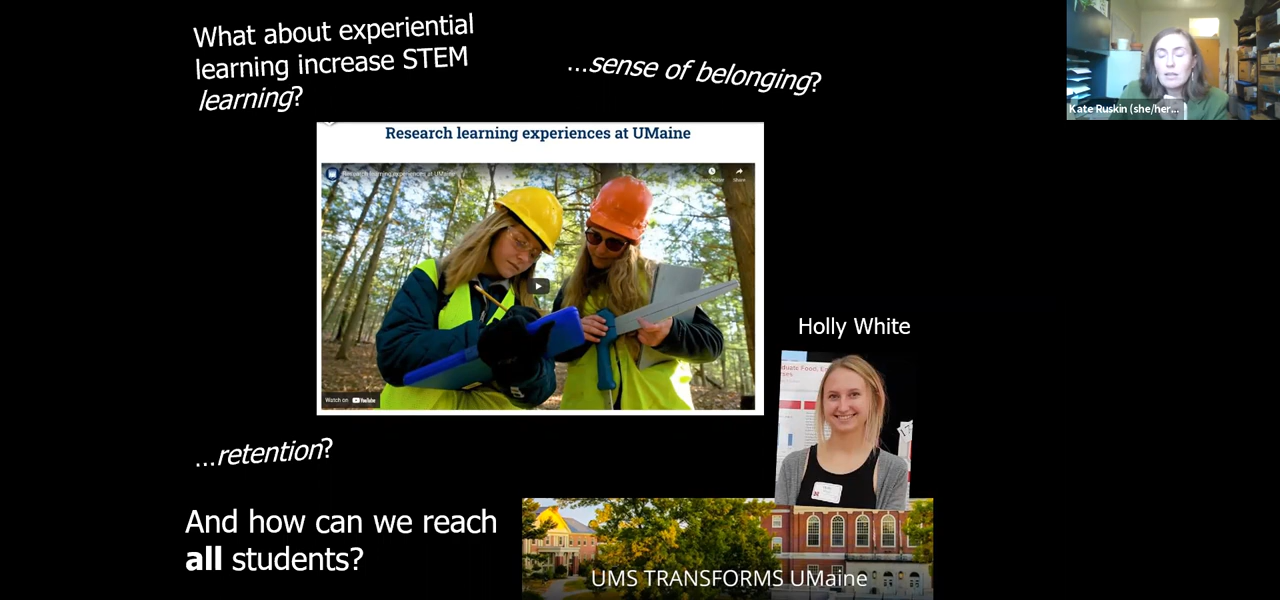 What about experiential
learning increase STEM
learning?
...sense of belonging?
Kate Ruskin (she/her...
Research learning experiences at UMaine
Research learning experiences at UMaine
Share
Watch on YouTube
Holly White
...retention?
And how can we reach
all students?
UMS TRANSFORMS UMaine